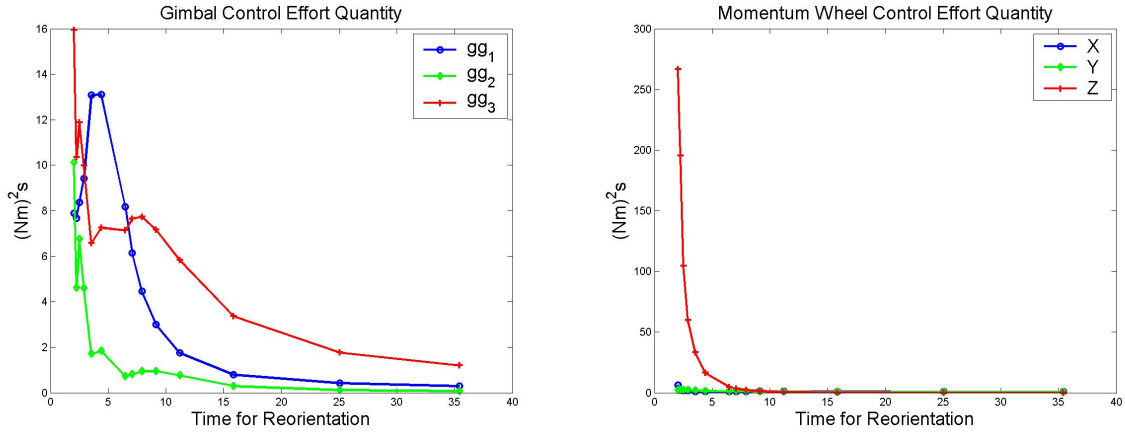 Gimbal Control Effort Quantity
16
14
12
10
8
6
4
2
0
(Nm)²s
gg₁
gg₂
gg₃
0 5 10 15 20 25 30 35 40
Time for Reorientation
Momentum Wheel Control Effort Quantity
300
250
200
150
100
50
0
(Nm)²s
X
Y
Z
0 5 10 15 20 25 30 35 40
Time for Reorientation